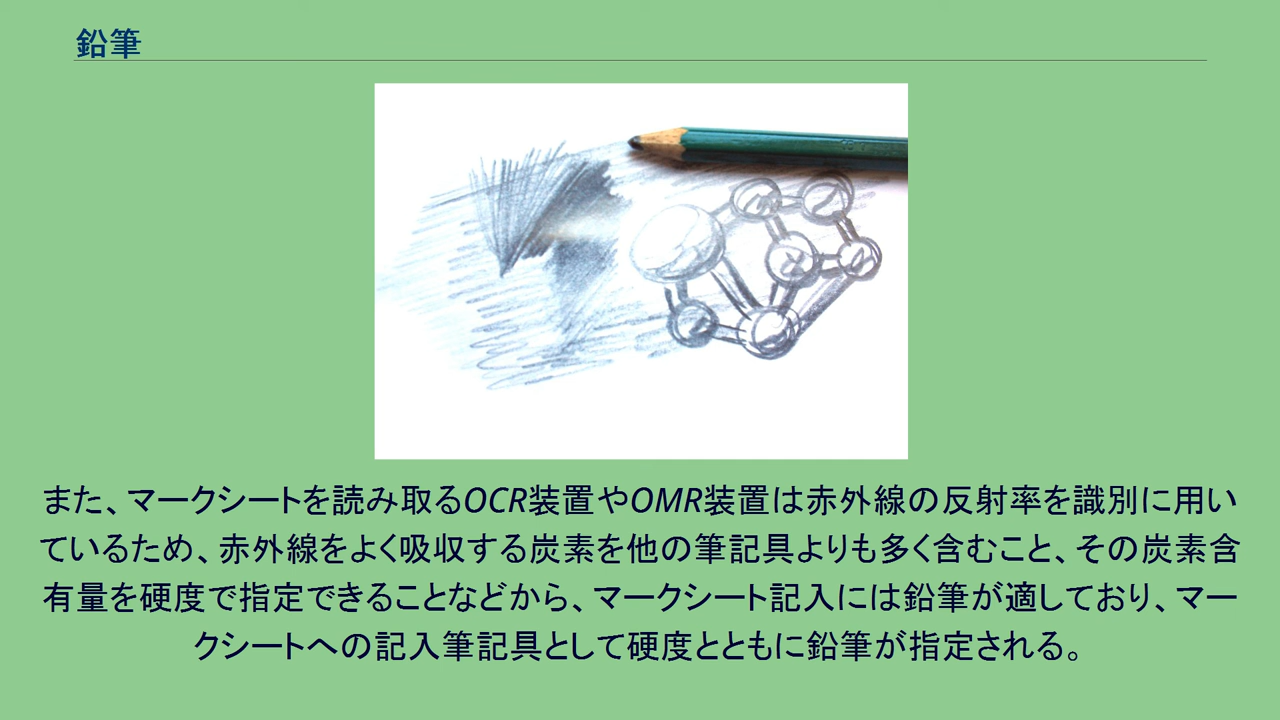 鉛筆
また、マークシートを読み取るOCR装置やOMR装置は赤外線の反射率を識別に用い
ているため、赤外線をよく吸収する炭素を他の筆記具よりも多く含むこと、その炭素含
有量を硬度で指定できることなどから、マークシート記入には鉛筆が適しており、マー
クシートへの記入筆記具として硬度とともに鉛筆が指定される。